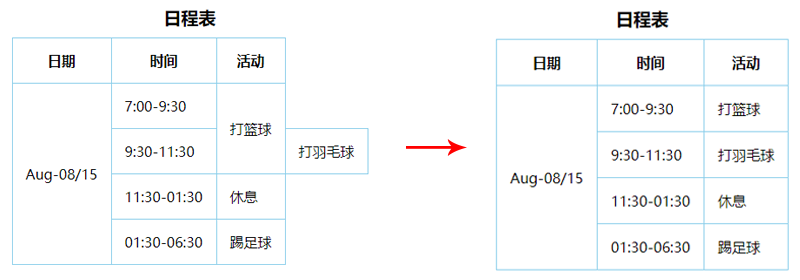 日程表
日期 时间 活动
Aug-08/15
7:00-9:30 打篮球
9:30-11:30 打羽毛球
11:30-01:30 休息
01:30-06:30 踢足球
日程表
日期 时间 活动
Aug-08/15
7:00-9:30 打篮球
9:30-11:30 打羽毛球
11:30-01:30 休息
01:30-06:30 踢足球